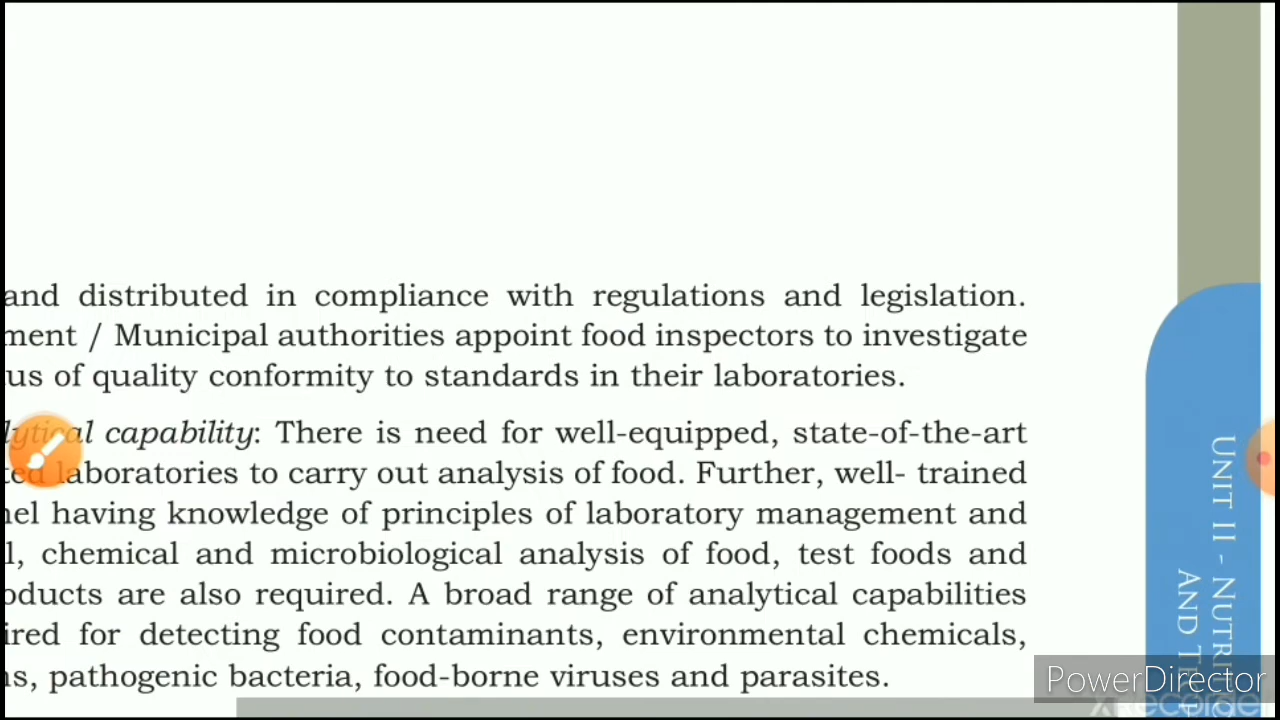 and distributed in compliance with regulations and legislation.
/ Municipal authorities appoint food inspectors to investigate
of quality conformity to standards in their laboratories.
capability: There is need for well-equipped, state-of-the-art
laboratories to carry out analysis of food. Further, well- trained
having knowledge of principles of laboratory management and
chemical and microbiological analysis of food, test foods and
are also required. A broad range of analytical capabilities
for detecting food contaminants, environmental chemicals,
pathogenic bacteria, food-borne viruses and parasites.
UNIT II -
AND
PowerDirector